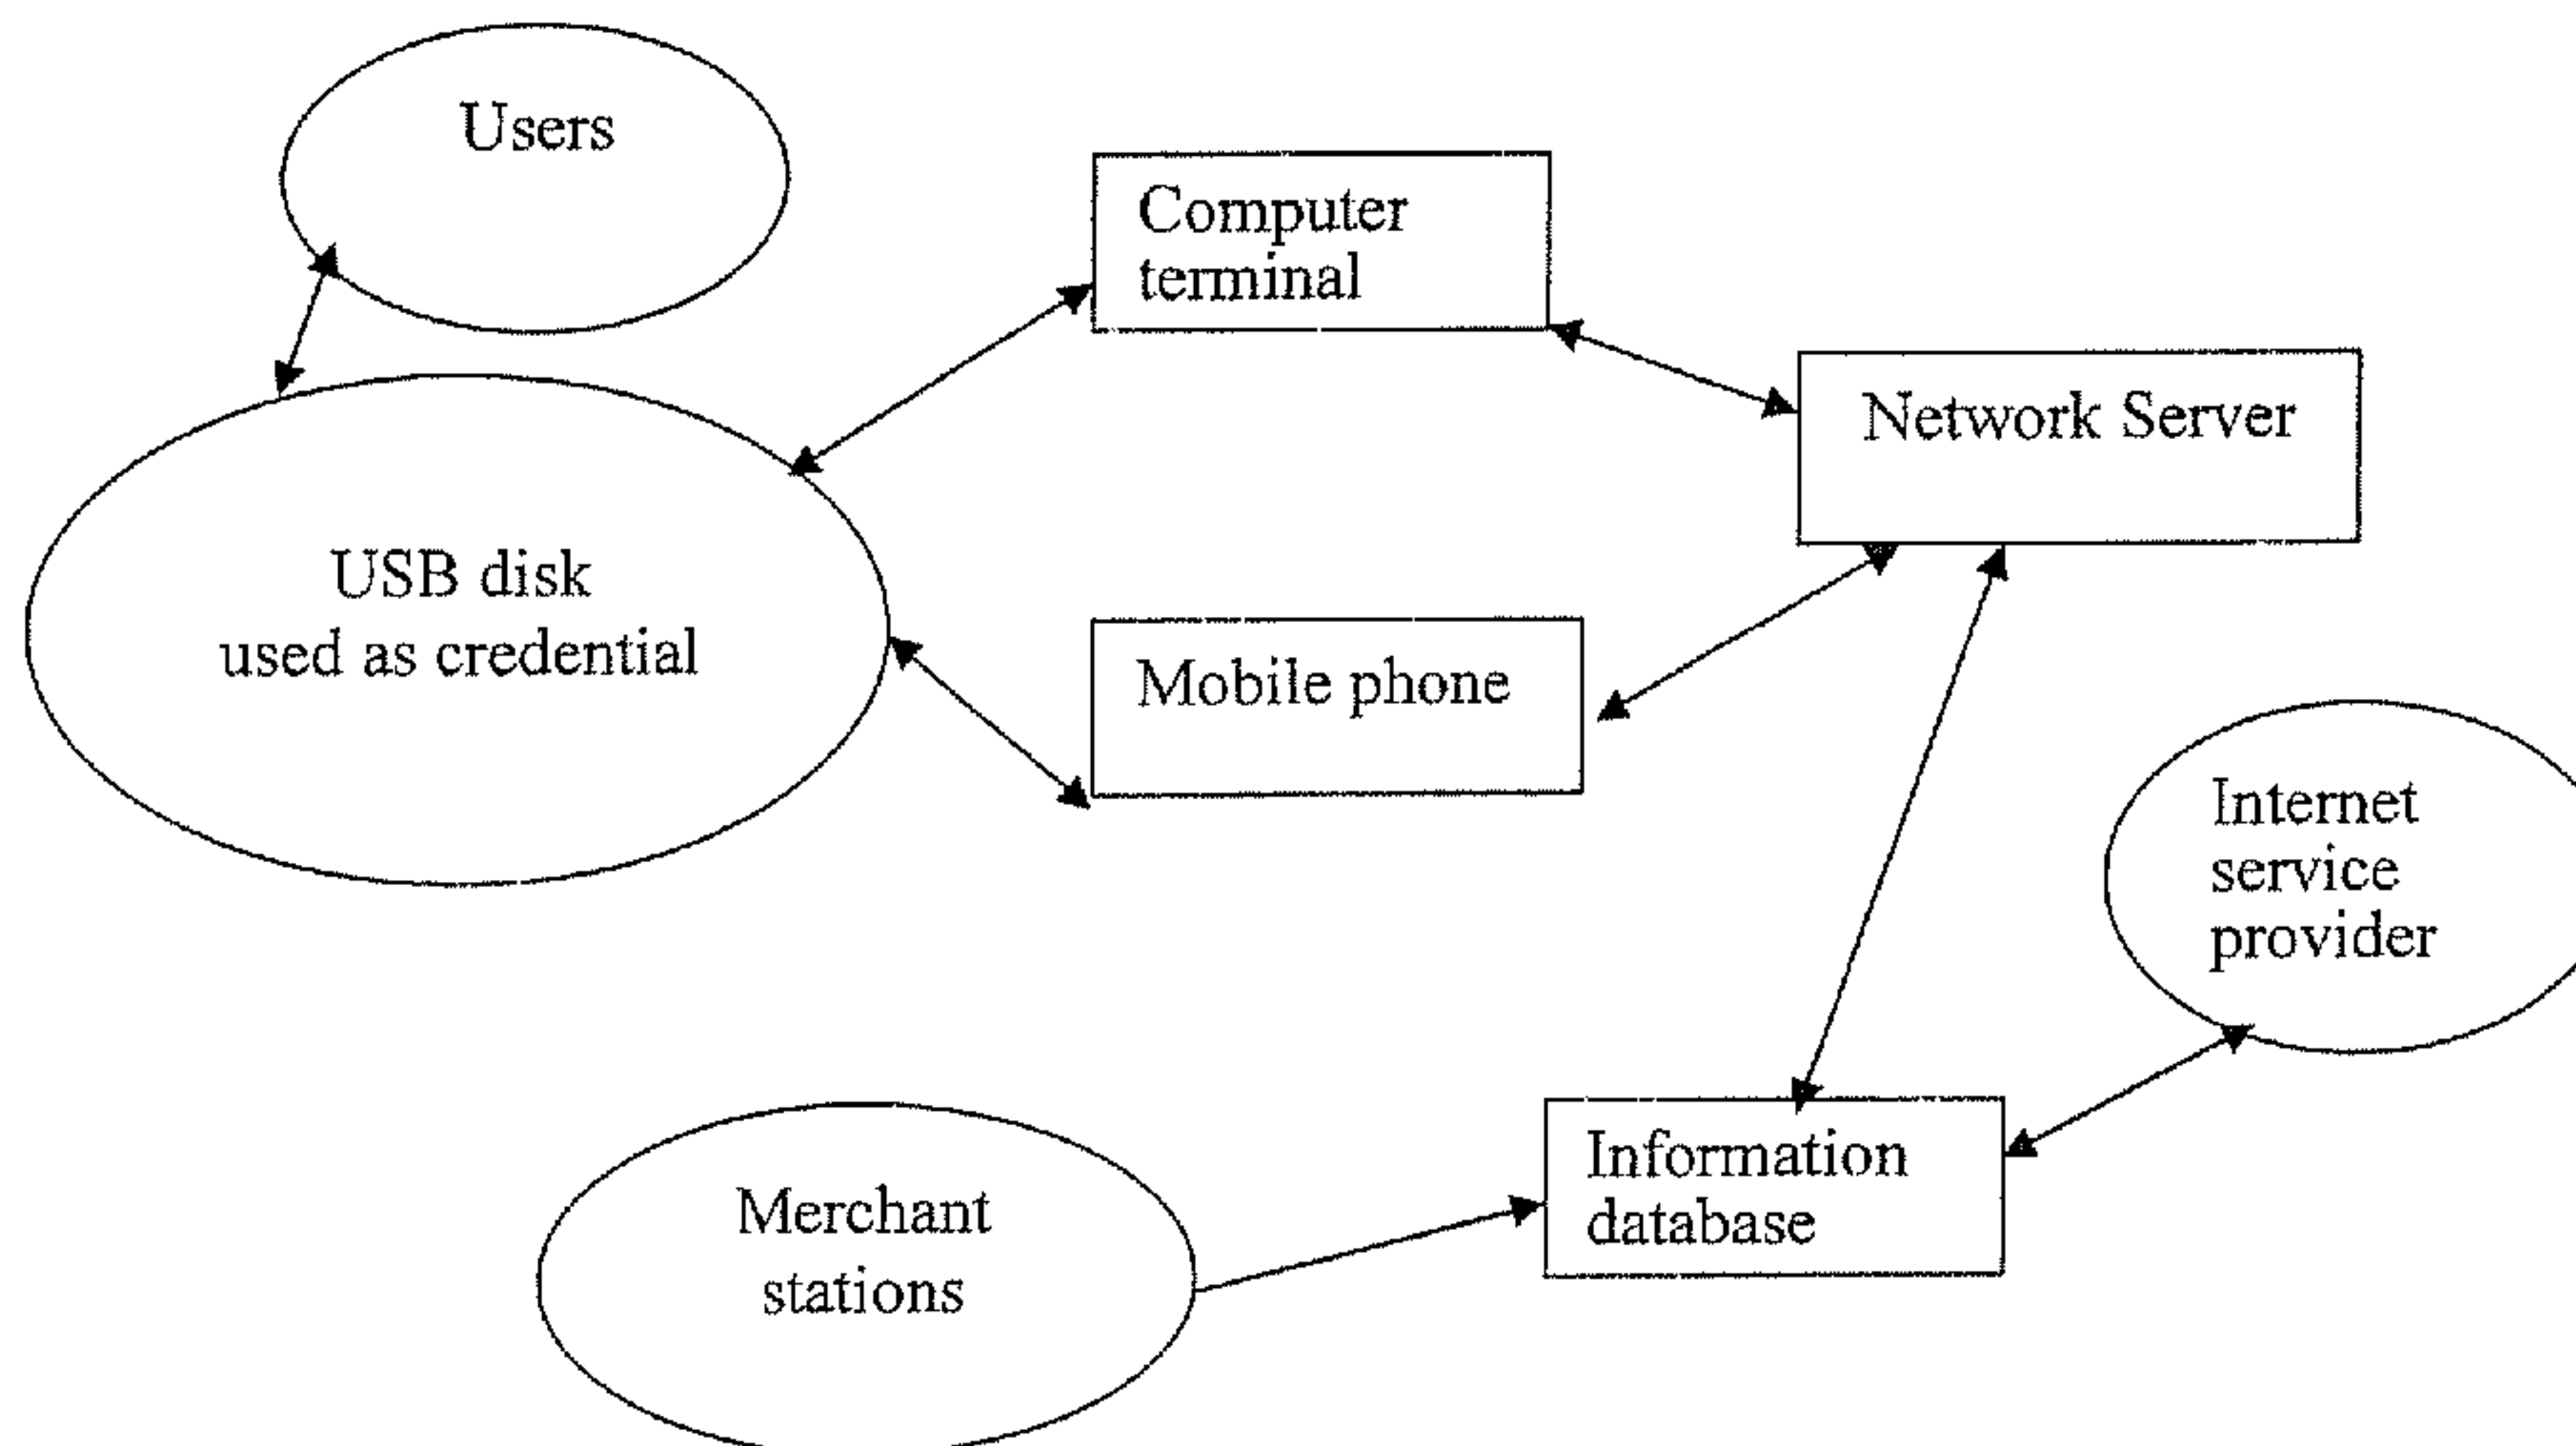 Users
Computer
terminal
Network Server
USB disk
used as credential
Mobile phone
Internet
service
provider
Information
database
Merchant
stations